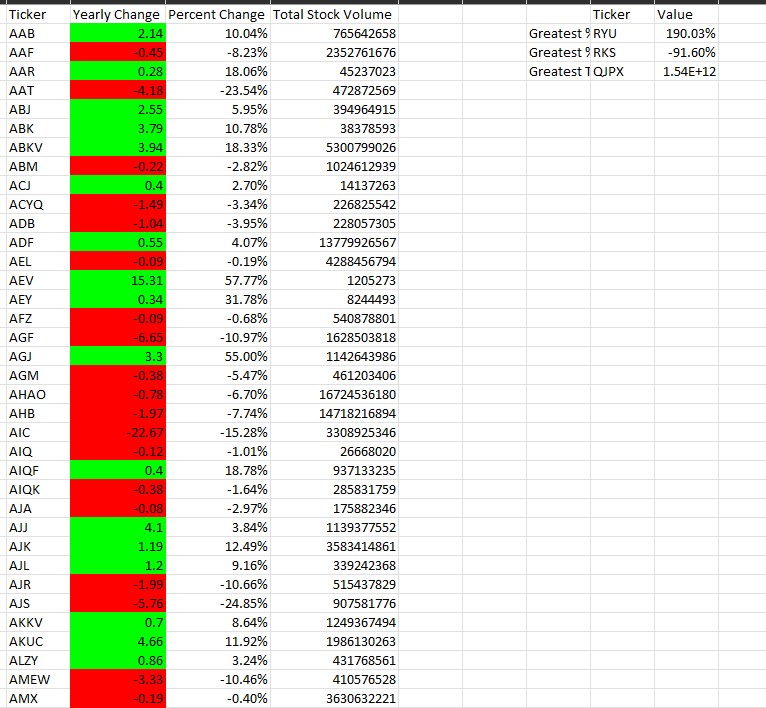 Ticker Yearly Change Percent Change Total Stock Volume Ticker Value
AAB 2.14 10.04% 765642658 Greatest % RYU 190.03%
AAF -0.45 -8.23% 2352761676 Greatest % RKS -91.60%
AAR 0.28 18.06% 45237023 Greatest T QJPX 1.54E+12
AAT -4.18 -23.54% 472872569
ABJ 2.55 5.95% 394964915
ABK 3.79 10.78% 38378593
ABKV 3.94 18.33% 5300799026
ABM -0.22 -2.82% 1024612939
ACJ 0.4 2.70% 14137263
ACYQ -1.49 -3.34% 226825542
ADB -1.04 -3.95% 228057305
ADF 0.55 4.07% 13779926567
AEL -0.09 -0.19% 4288456794
AEV 15.31 57.77% 1205273
AEY 0.34 31.78% 8244493
AFZ -0.09 -0.68% 540878801
AGF -6.65 -10.97% 1628503818
AGJ 3.3 55.00% 1142643986
AGM -0.38 -5.47% 461203406
AHAO -0.78 -6.70% 16724536180
AHB -1.97 -7.74% 14718216894
AIC -22.67 -15.28% 3308925346
AIQ -0.12 -1.01% 26668020
AIQF 0.4 18.78% 937133235
AIQK -0.38 -1.64% 285831759
AJA -0.08 -2.97% 175882346
AJJ 4.1 3.84% 1139377552
AJK 1.19 12.49% 3583414861
AJL 1.2 9.16% 339242368
AJR -1.99 -10.66% 515437829
AJS -5.76 -24.85% 907581776
AKKV 0.7 8.64% 1249367494
AKUC 4.66 11.92% 1986130263
ALZY 0.86 3.24% 431768561
AMEW -3.33 -10.46% 410576528
AMX -0.19 -0.40% 3630632221